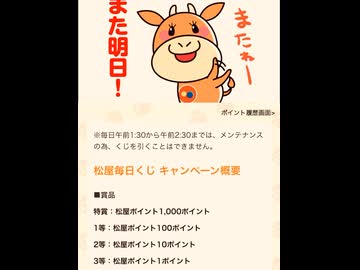 また明日！
またねー
ポイント履歴画面>
※毎日午前1:30から午前2:30までは、メンテナンス
の為、くじを引くことはできません。
松屋毎日くじ キャンペーン概要
■賞品
特賞：松屋ポイント1,000ポイント
1等：松屋ポイント100ポイント
2等：松屋ポイント10ポイント
3等：松屋ポイント1ポイント